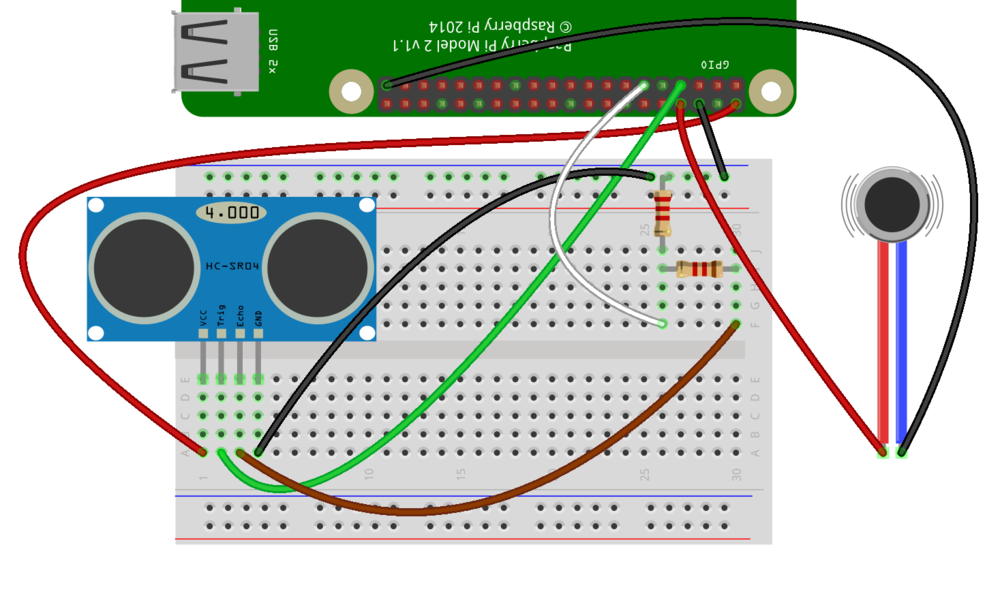 Raspberry Pi Model 2 v1.1
© Raspberry Pi 2014
USB 2x
GPIO
4.000
HC-SR04
VCC
Trig
Echo
GND
25
30
J
H
G
F
E
D
C
A
E
D
C
B
A
1
10
15
25
30